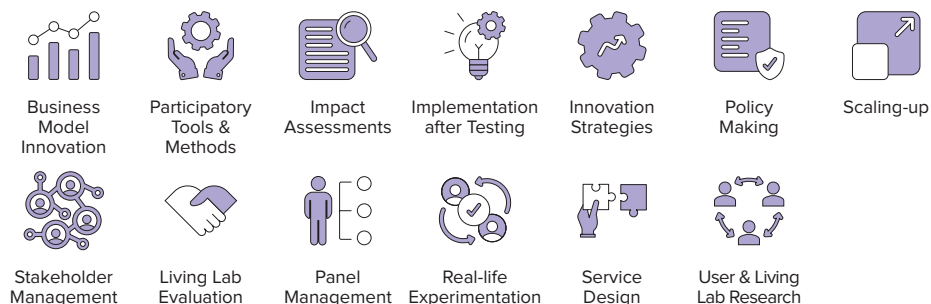 Business
Model
Innovation
Participatory
Tools &
Methods
Impact
Assessments
Implementation
after Testing
Innovation
Strategies
Policy
Making
Scaling-up
Stakeholder
Management
Living Lab
Evaluation
Panel
Management
Real-life
Experimentation
Service
Design
User & Living
Lab Research